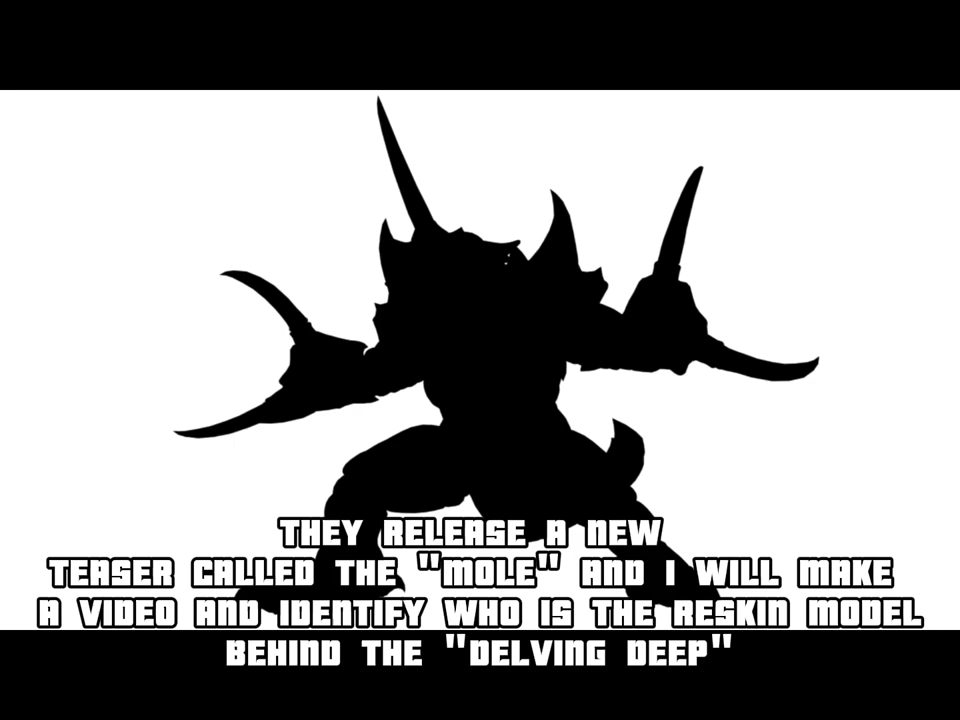 THEY RELEASE A NEW
TEASER CALLED THE "MOLE" AND I WILL MAKE
A VIDEO AND IDENTIFY WHO IS THE RESKIN MODEL
BEHIND THE "DELVING DEEP"